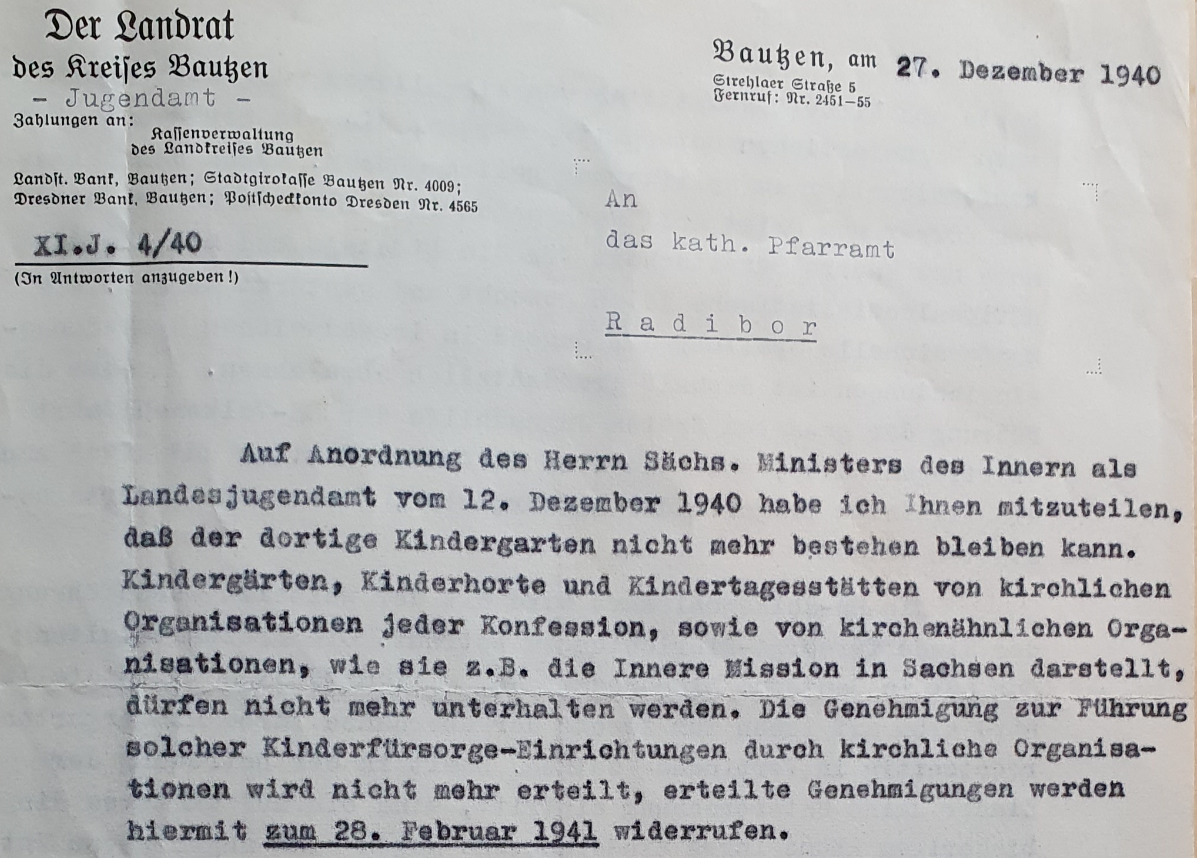 Der Landrat
des Kreises Bautzen
- Jugendamt -
Zahlungen an:
Kassenverwaltung
des Landkreises Bautzen
Landst. Bank, Bautzen; Stadtgirokasse Bautzen Nr. 4009;
Dresdner Bank, Bautzen; Postscheckkonto Dresden Nr. 4565
XI.J. 4/40
(In Antworten anzugeben!)
Bautzen, am 27. Dezember 1940
Strehlaer Straße 5
Fernruf: Nr. 2451-55
An
das kath. Pfarramt
Radibor
Auf Anordnung des Herrn Sächs. Ministers des Innern als
Landesjugendamt vom 12. Dezember 1940 habe ich Ihnen mitzuteilen,
daß der dortige Kindergarten nicht mehr bestehen bleiben kann.
Kindergärten, Kinderhorte und Kindertagesstätten von kirchlichen
Organisationen jeder Konfession, sowie von kirchenähnlichen Orga-
nisationen, wie sie z.B. die Innere Mission in Sachsen darstellt,
dürfen nicht mehr unterhalten werden. Die Genehmigung zur Führung
solcher Kinderfürsorge-Einrichtungen durch kirchliche Organisa-
tionen wird nicht mehr erteilt, erteilte Genehmigungen werden
hiermit zum 28. Februar 1941 widerrufen.